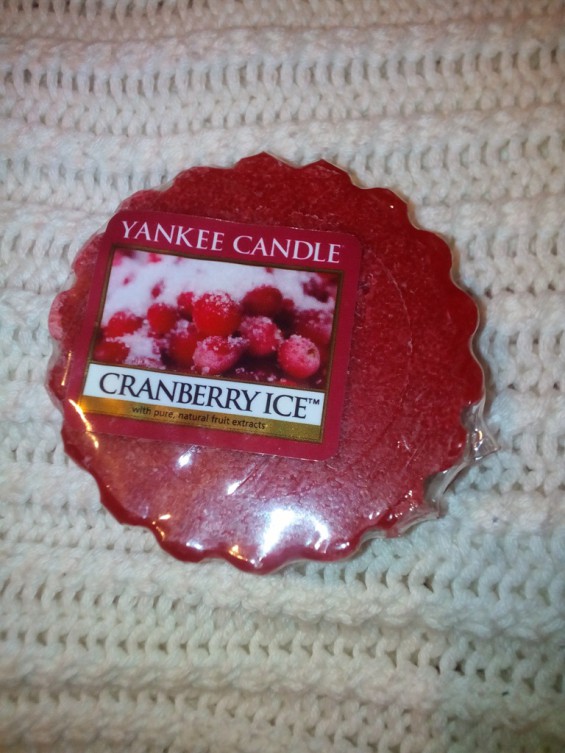 YANKEE CANDLE
CRANBERRY ICE™
with pure, natural fruit extracts